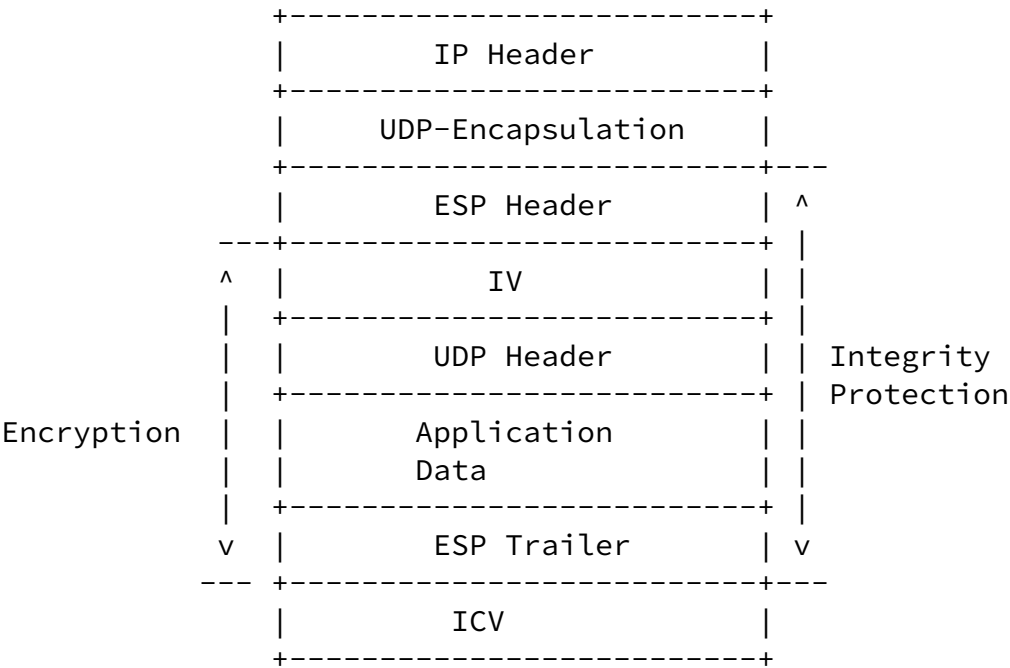 IP Header
UDP-Encapsulation
ESP Header
IV
UDP Header
Integrity
Protection
Encryption
Application
Data
ESP Trailer
ICV